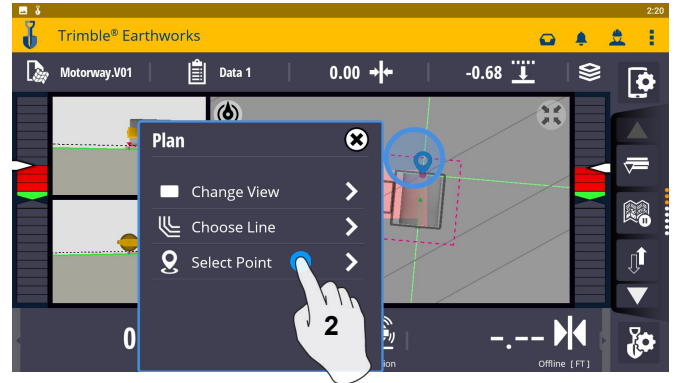 2:20
Trimble® Earthworks
Motorway.V01
Data 1
0.00
-0.68
Plan
Change View
Choose Line
Select Point
2
0
-.--
Offline [FT]